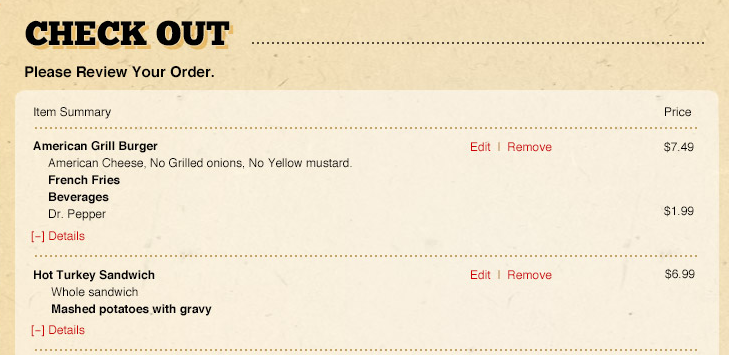 CHECK OUT
Please Review Your Order.
Item Summary Price
American Grill Burger Edit | Remove $7.49
American Cheese, No Grilled onions, No Yellow mustard.
French Fries
Beverages
Dr. Pepper $1.99
[–] Details
Hot Turkey Sandwich Edit | Remove $6.99
Whole sandwich
Mashed potatoes with gravy
[–] Details